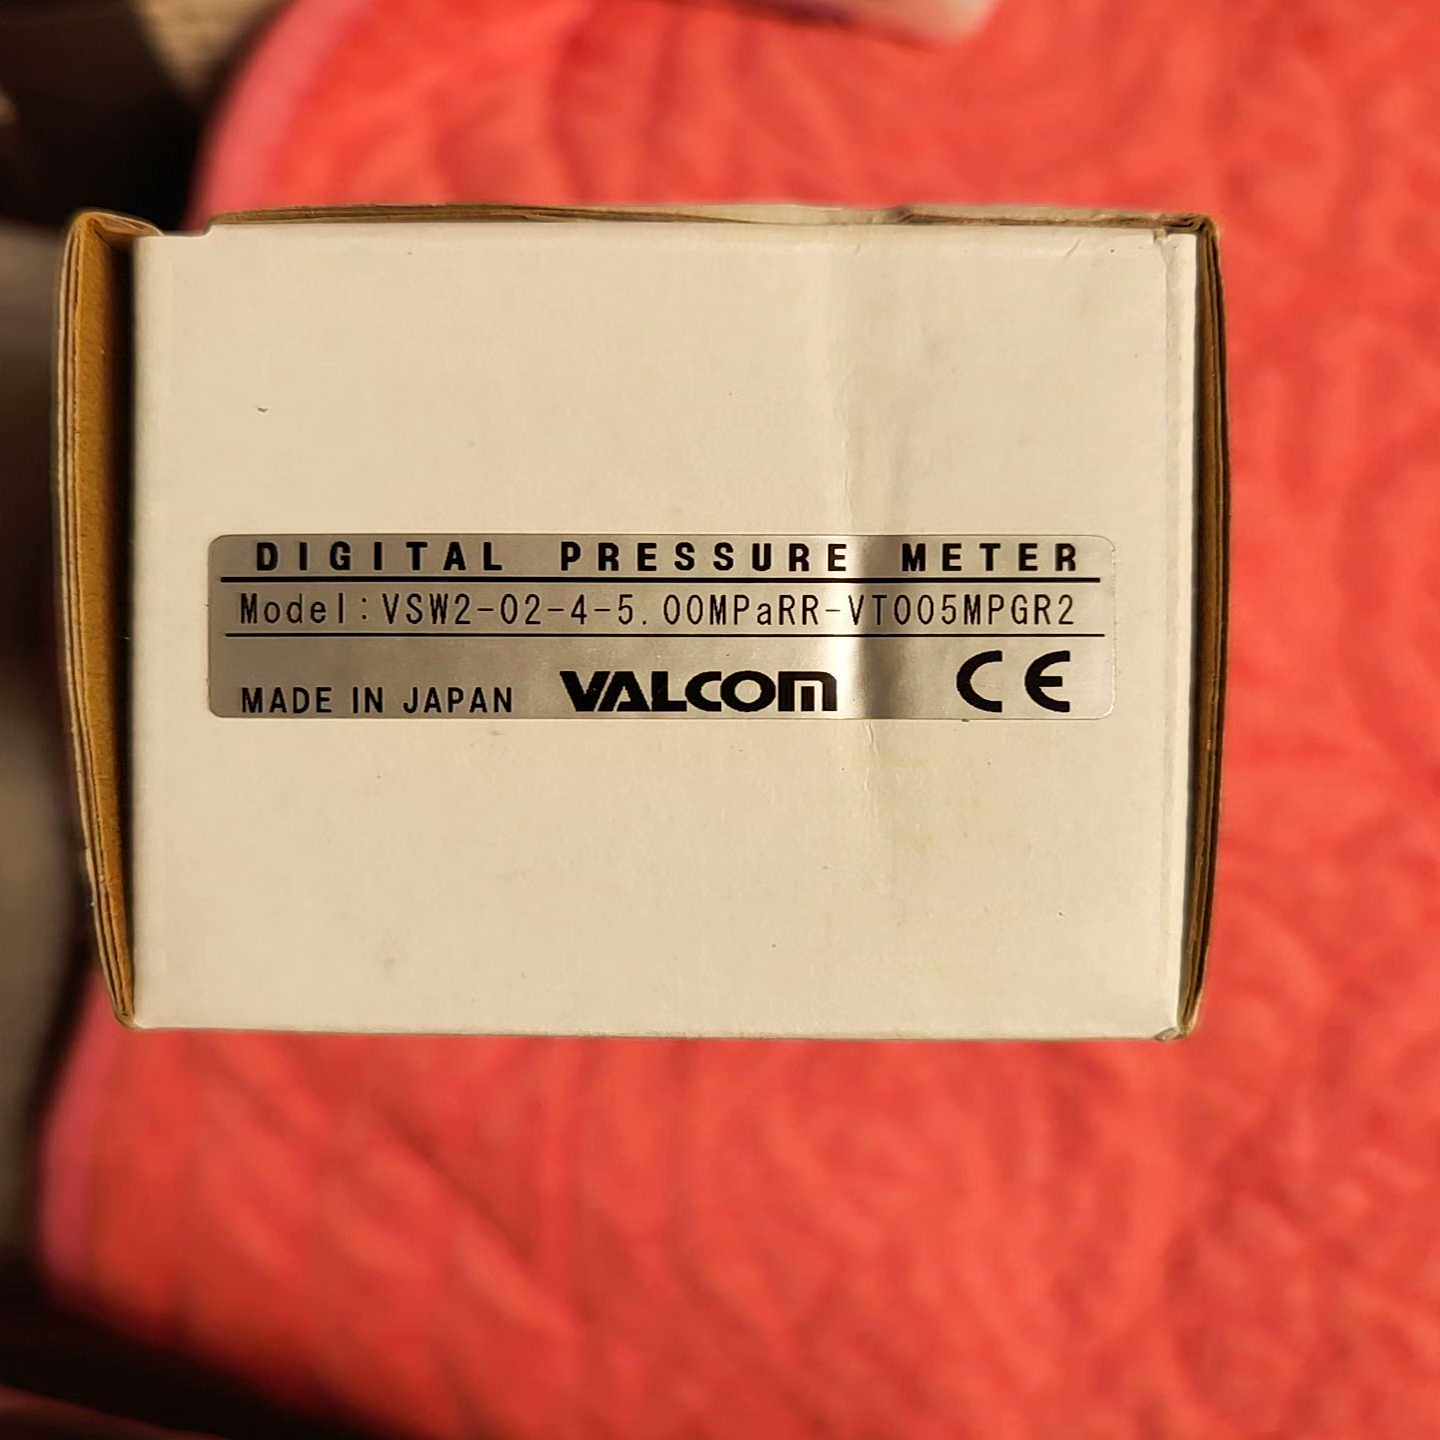 DIGITAL PRESSURE METER
Model:VSW2-02-4-5.00MPaRR-VT005MPGR2
MADE IN JAPAN VALCOM CE